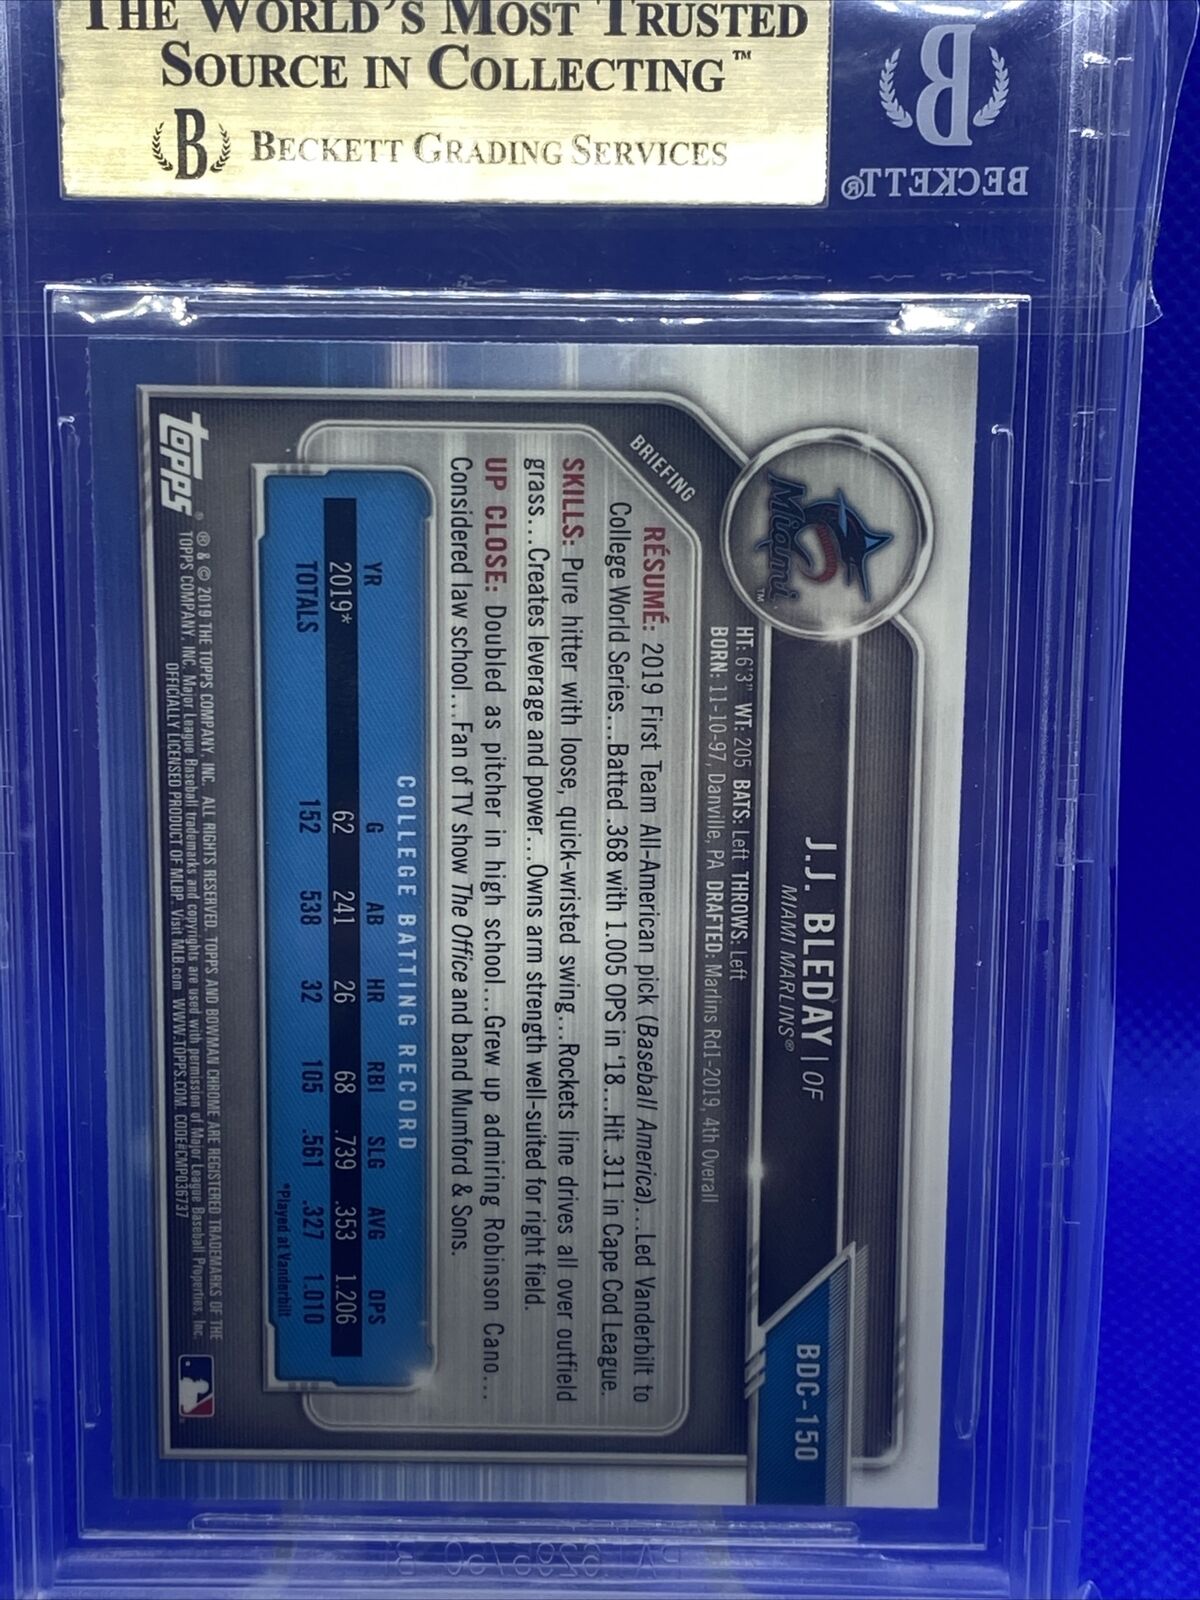 THE WORLD'S MOST TRUSTED
SOURCE IN COLLECTING™
B BECKETT GRADING SERVICES
B
BECKETT®
Miami™
BRIEFING
J.J. BLEDAY | OF
MIAMI MARLINS®
BDC-150
HT: 6'3" WT: 205 BATS: Left THROWS: Left
BORN: 11-10-97, Danville, PA DRAFTED: Marlins Rd1-2019, 4th Overall
RÉSUMÉ: 2019 First Team All-American pick (Baseball America)...Led Vanderbilt to
College World Series...Batted .368 with 1.005 OPS in '18...Hit .311 in Cape Cod League.
SKILLS: Pure hitter with loose, quick-wristed swing...Rockets line drives all over outfield
grass...Creates leverage and power...Owns arm strength well-suited for right field.
UP CLOSE: Doubled as pitcher in high school...Grew up admiring Robinson Cano...
Considered law school...Fan of TV show The Office and band Mumford & Sons.
COLLEGE BATTING RECORD
YR G AB HR RBI SLG AVG OPS
2019* 62 241 26 68 .739 .353 1.206
TOTALS 152 538 32 105 .561 .327 1.010
*Played at Vanderbilt
topps®
® & © 2019 THE TOPPS COMPANY, INC. ALL RIGHTS RESERVED. TOPPS AND BOWMAN CHROME ARE REGISTERED TRADEMARKS OF THE
TOPPS COMPANY, INC. Major League Baseball trademarks and copyrights are used with permission of Major League Baseball Properties, Inc.
OFFICIALLY LICENSED PRODUCT OF MLBP. Visit MLB.com WWW.TOPPS.COM. CODE#CMP036737